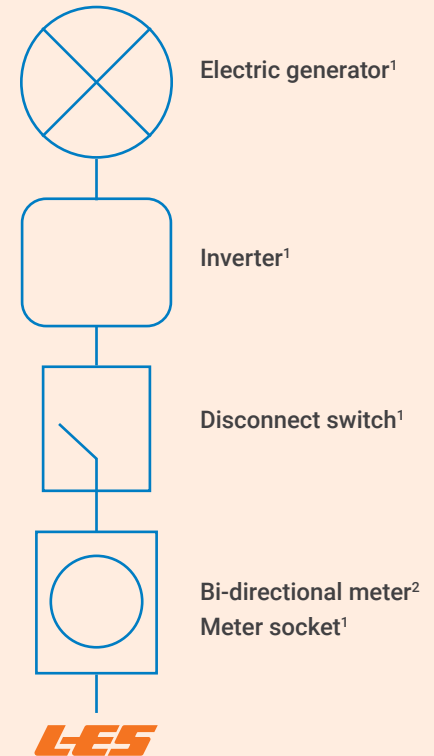 Electric generator¹
Inverter¹
Disconnect switch¹
Bi-directional meter²
Meter socket¹
LES